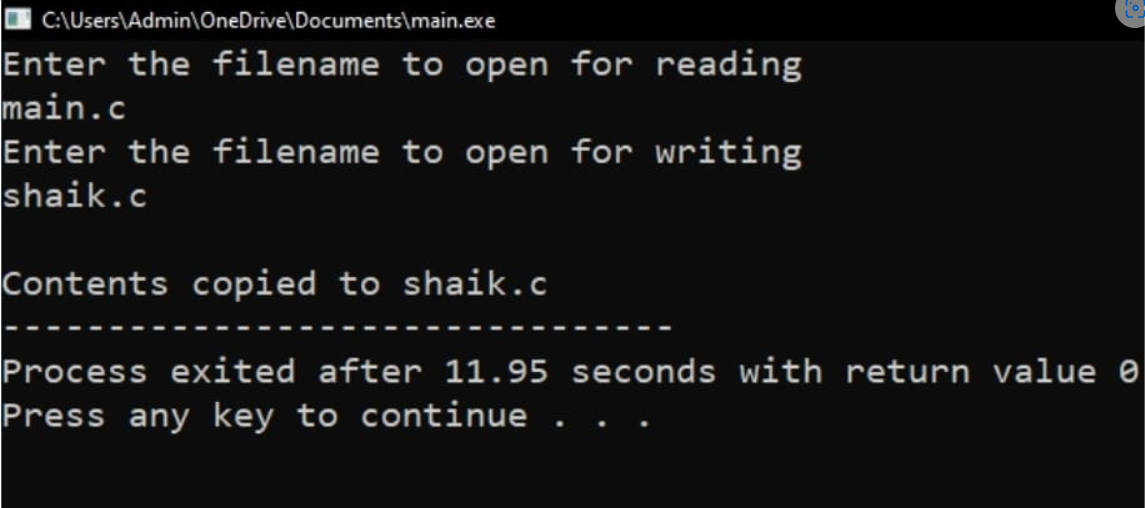 C:\Users\Admin\OneDrive\Documents\main.exe
Enter the filename to open for reading
main.c
Enter the filename to open for writing
shaik.c
Contents copied to shaik.c
--------------------------------
Process exited after 11.95 seconds with return value 0
Press any key to continue . . .